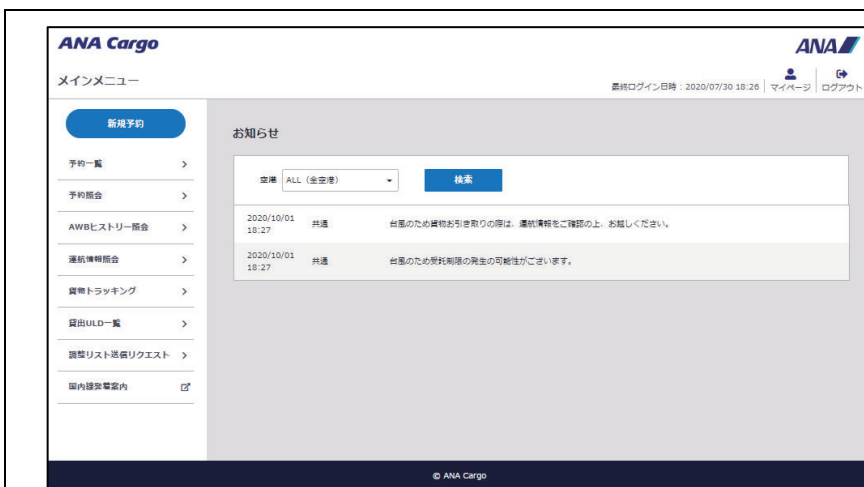 ANA Cargo
ANA
メインメニュー
最終ログイン日時：2020/07/30 18:26
マイページ
ログアウト
新規予約
予約一覧
予約照会
AWBヒストリー照会
運航情報照会
貨物トラッキング
貸出ULD一覧
調整リスト送信リクエスト
国内線発着案内
お知らせ
空港 ALL（全空港） 検索
2020/10/01
18:27
共通
台風のため貨物お引き取りの際は、運航情報をご確認の上、お越しください。
2020/10/01
18:27
共通
台風のため受託制限の発生の可能性がございます。
© ANA Cargo